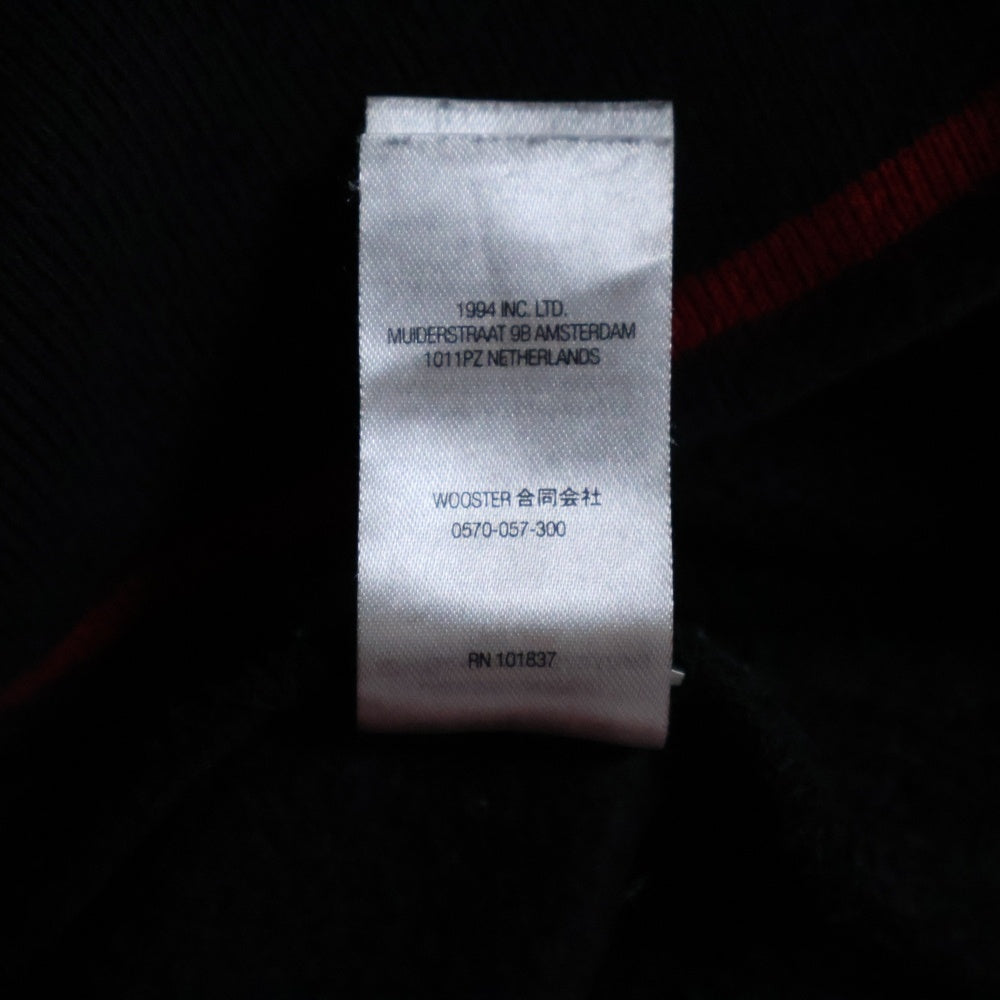 1994 INC. LTD.
MUIDERSTRAAT 9B AMSTERDAM
1011PZ NETHERLANDS
WOOSTER 合同会社
0570-057-300
RN 101837